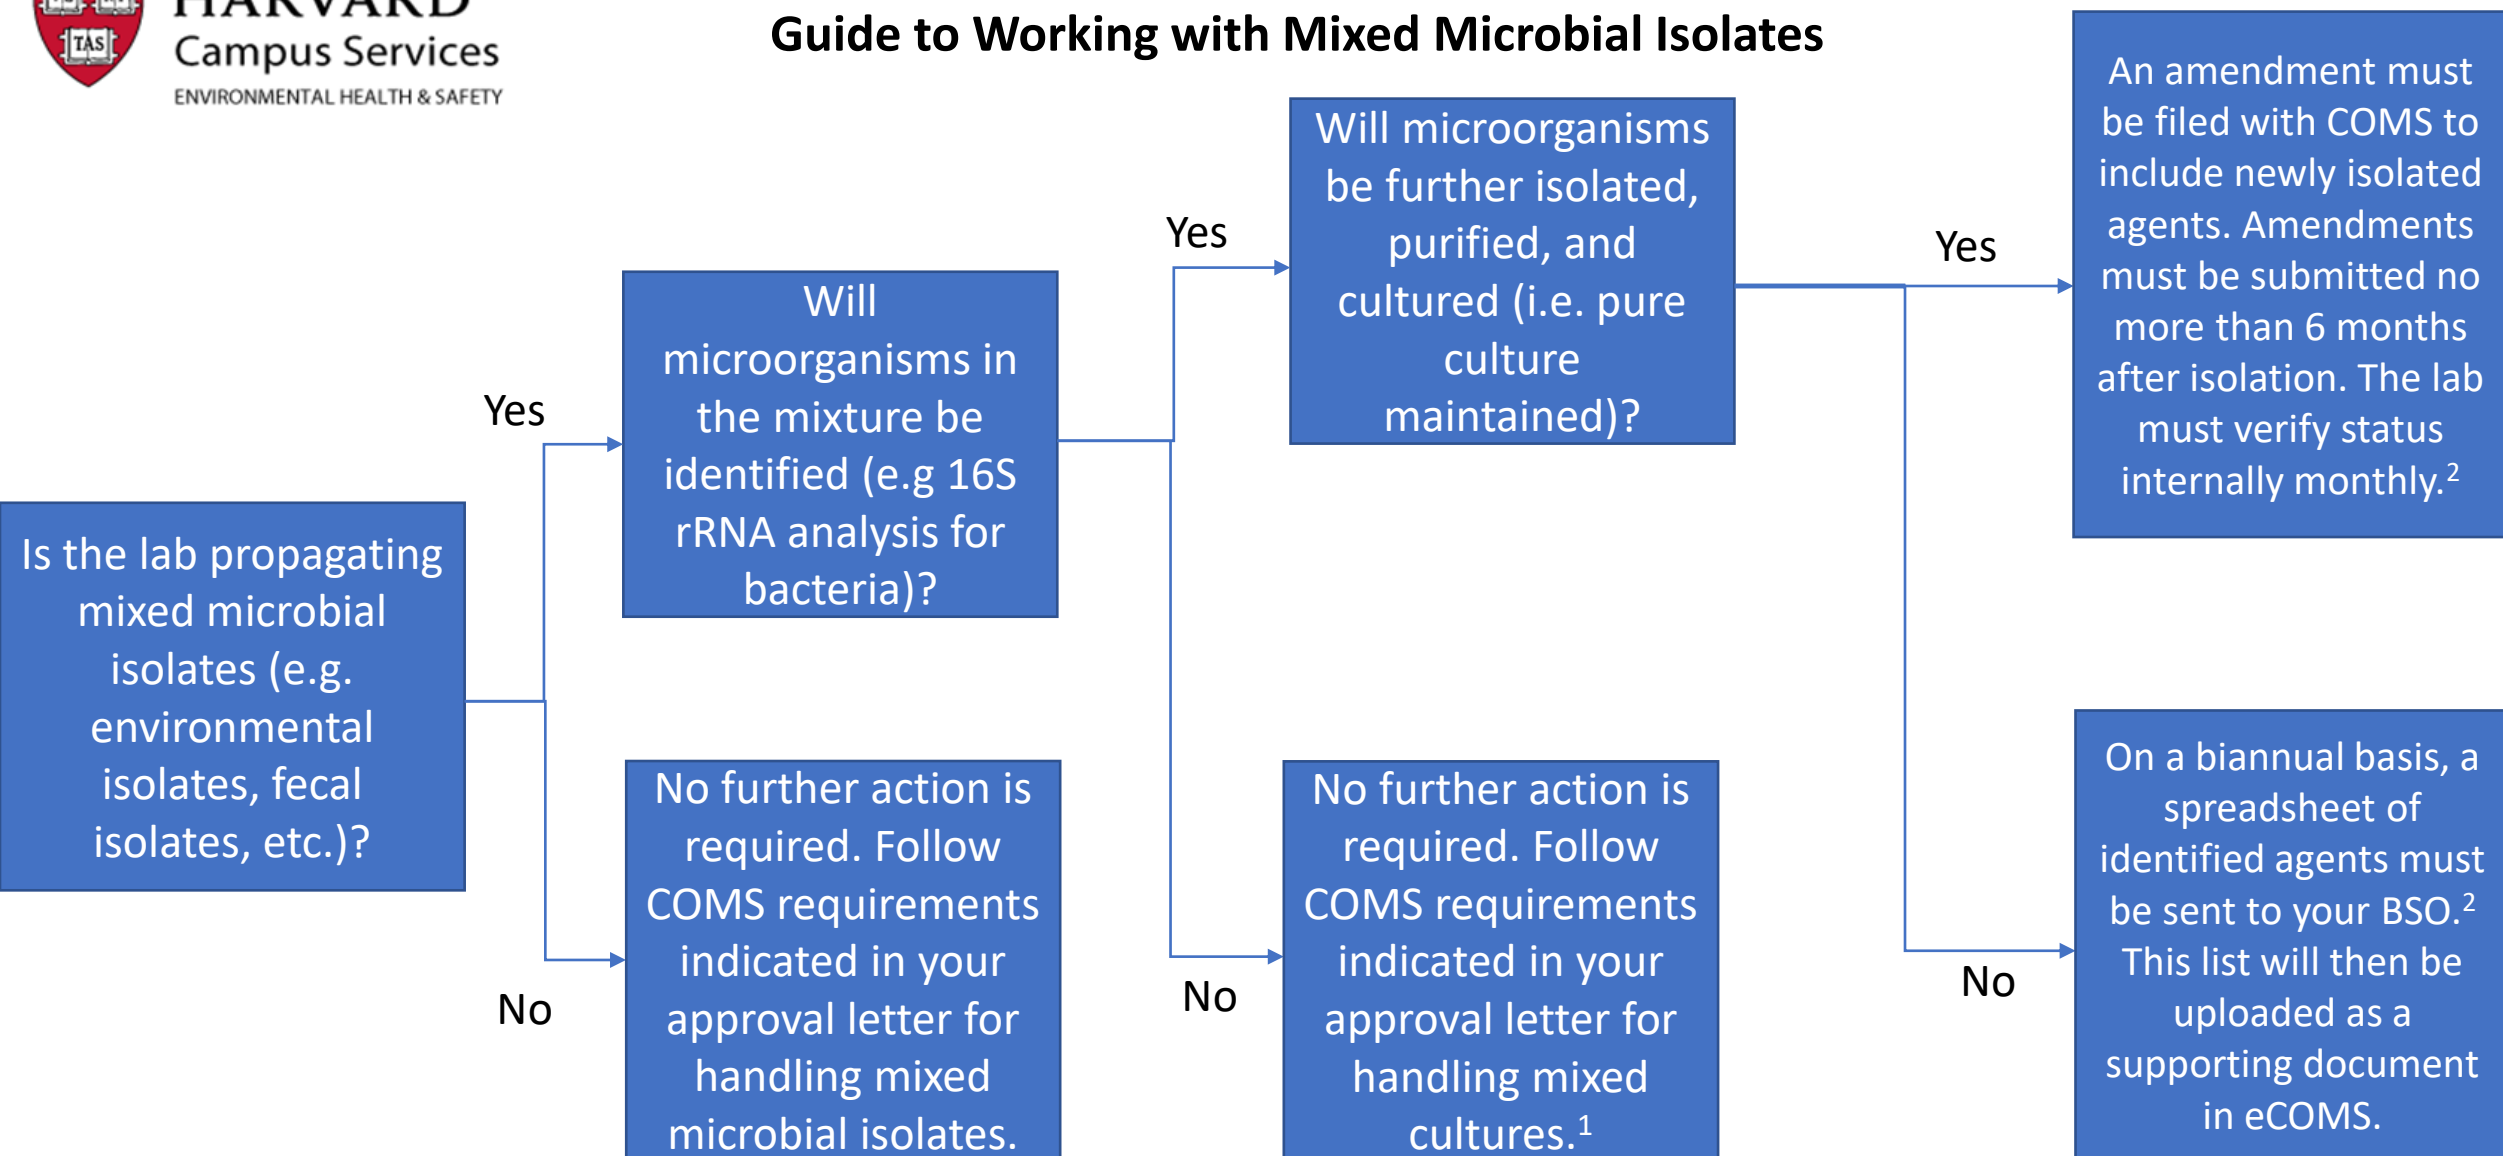 HARVARD
Campus Services
ENVIRONMENTAL HEALTH & SAFETY
TAS
Guide to Working with Mixed Microbial Isolates
Is the lab propagating
mixed microbial
isolates (e.g.
environmental
isolates, fecal
isolates, etc.)?
Yes
No
Will
microorganisms in
the mixture be
identified (e.g 16S
rRNA analysis for
bacteria)?
No further action is
required. Follow
COMS requirements
indicated in your
approval letter for
handling mixed
microbial isolates.
Yes
No
Will microorganisms
be further isolated,
purified, and
cultured (i.e. pure
culture
maintained)?
No further action is
required. Follow
COMS requirements
indicated in your
approval letter for
handling mixed
cultures.¹
Yes
No
An amendment must
be filed with COMS to
include newly isolated
agents. Amendments
must be submitted no
more than 6 months
after isolation. The lab
must verify status
internally monthly.²
On a biannual basis, a
spreadsheet of
identified agents must
be sent to your BSO.²
This list will then be
uploaded as a
supporting document
in eCOMS.